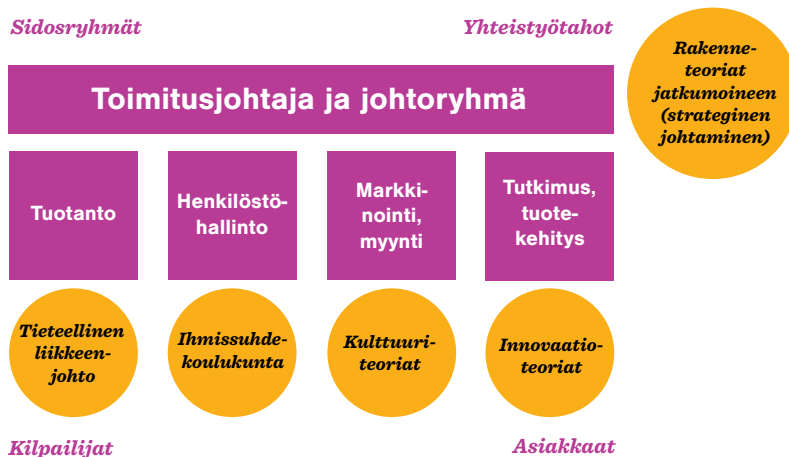 Sidosryhmät
Yhteistyötahot
Rakenne-
teoriat
jatkumoineen
(strateginen
johtaminen)
Toimitusjohtaja ja johtoryhmä
Tuotanto
Henkilöstö-
hallinto
Markki-
nointi,
myynti
Tutkimus,
tuote-
kehitys
Tieteellinen
liikkeen-
johto
Ihmissuhde-
koulukunta
Kulttuuri-
teoriat
Innovaatio-
teoriat
Kilpailijat
Asiakkaat